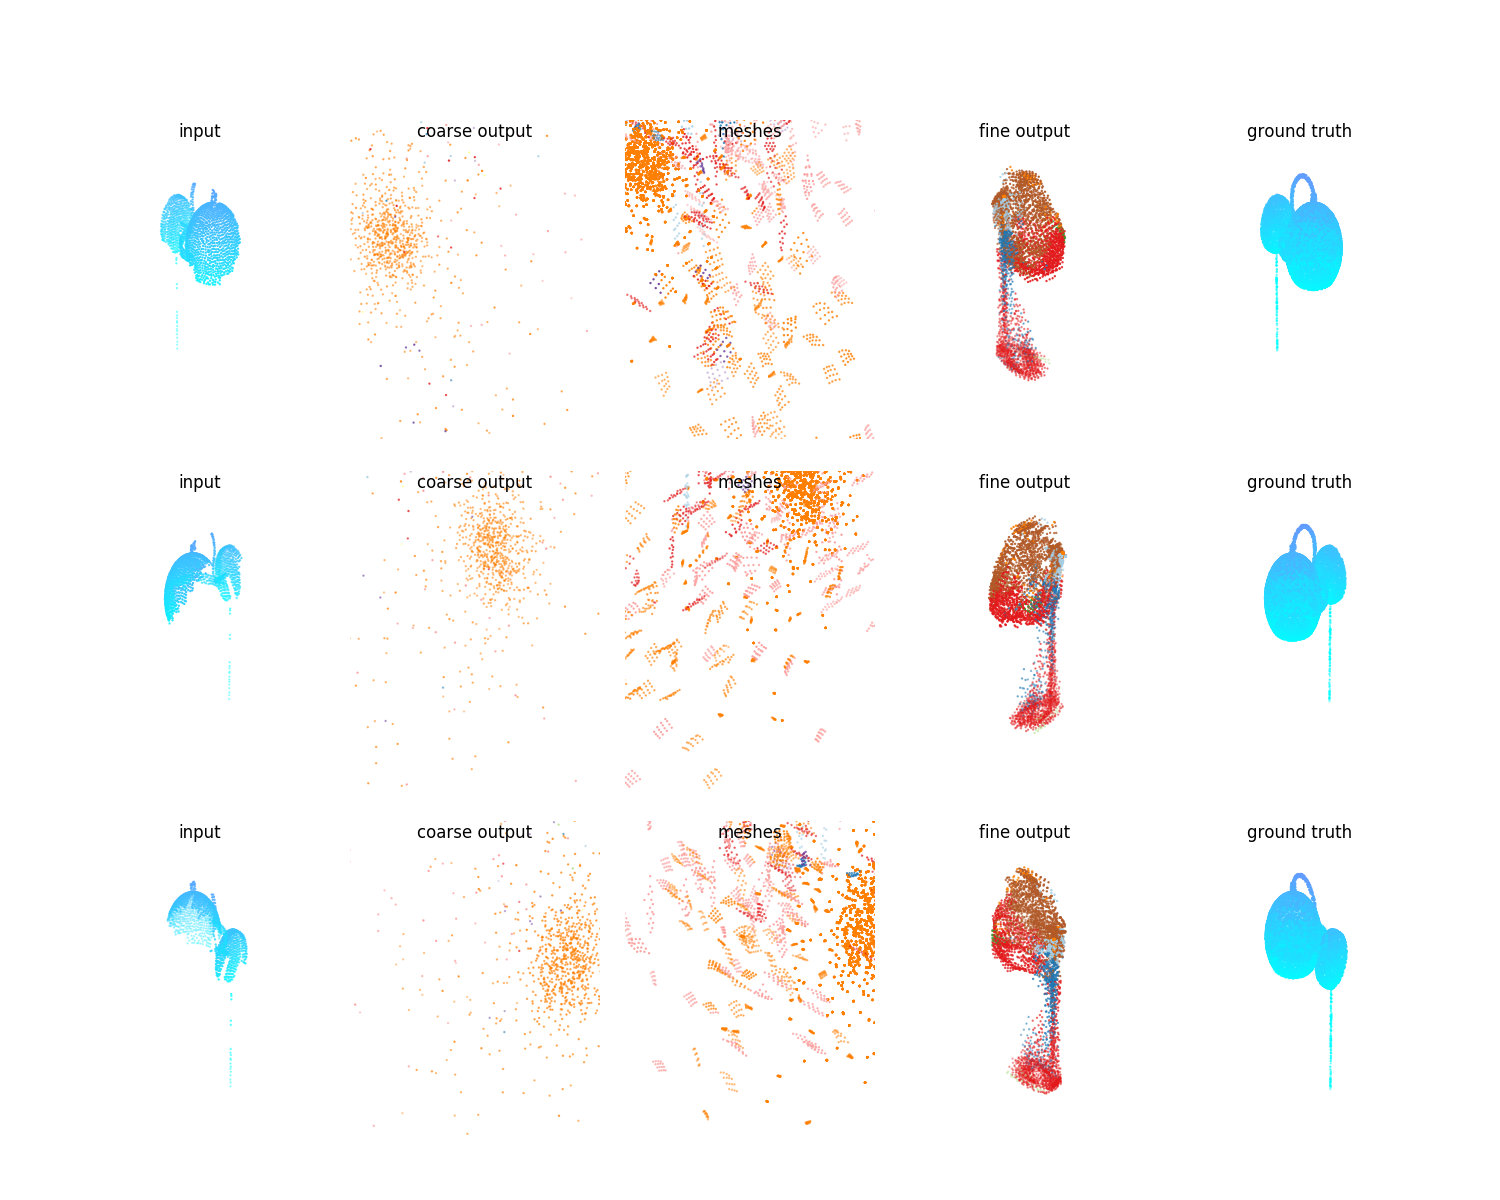 input
coarse output
meshes
fine output
ground truth
input
coarse output
meshes
fine output
ground truth
input
coarse output
meshes
fine output
ground truth